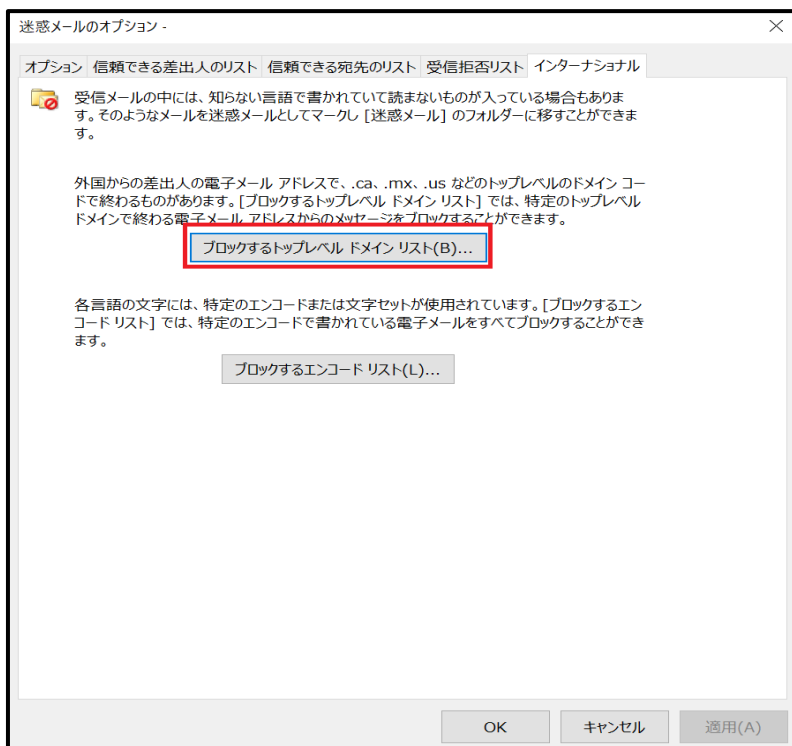 迷惑メールのオプション -
オプション 信頼できる差出人のリスト 信頼できる宛先のリスト 受信拒否リスト インターナショナル
受信メールの中には、知らない言語で書かれていて読まないものが入っている場合もありま
す。そのようなメールを迷惑メールとしてマークし [迷惑メール] のフォルダーに移すことができま
す。
外国からの差出人の電子メール アドレスで、.ca、.mx、.us などのトップレベルのドメイン コー
ドで終わるものがあります。[ブロックするトップレベル ドメイン リスト] では、特定のトップレベル
ドメインで終わる電子メール アドレスからのメッセージをブロックすることができます。
ブロックするトップレベル ドメイン リスト(B)...
各言語の文字には、特定のエンコードまたは文字セットが使用されています。[ブロックするエン
コード リスト] では、特定のエンコードで書かれている電子メールをすべてブロックすることができ
ます。
ブロックするエンコード リスト(L)...
OK キャンセル 適用(A)